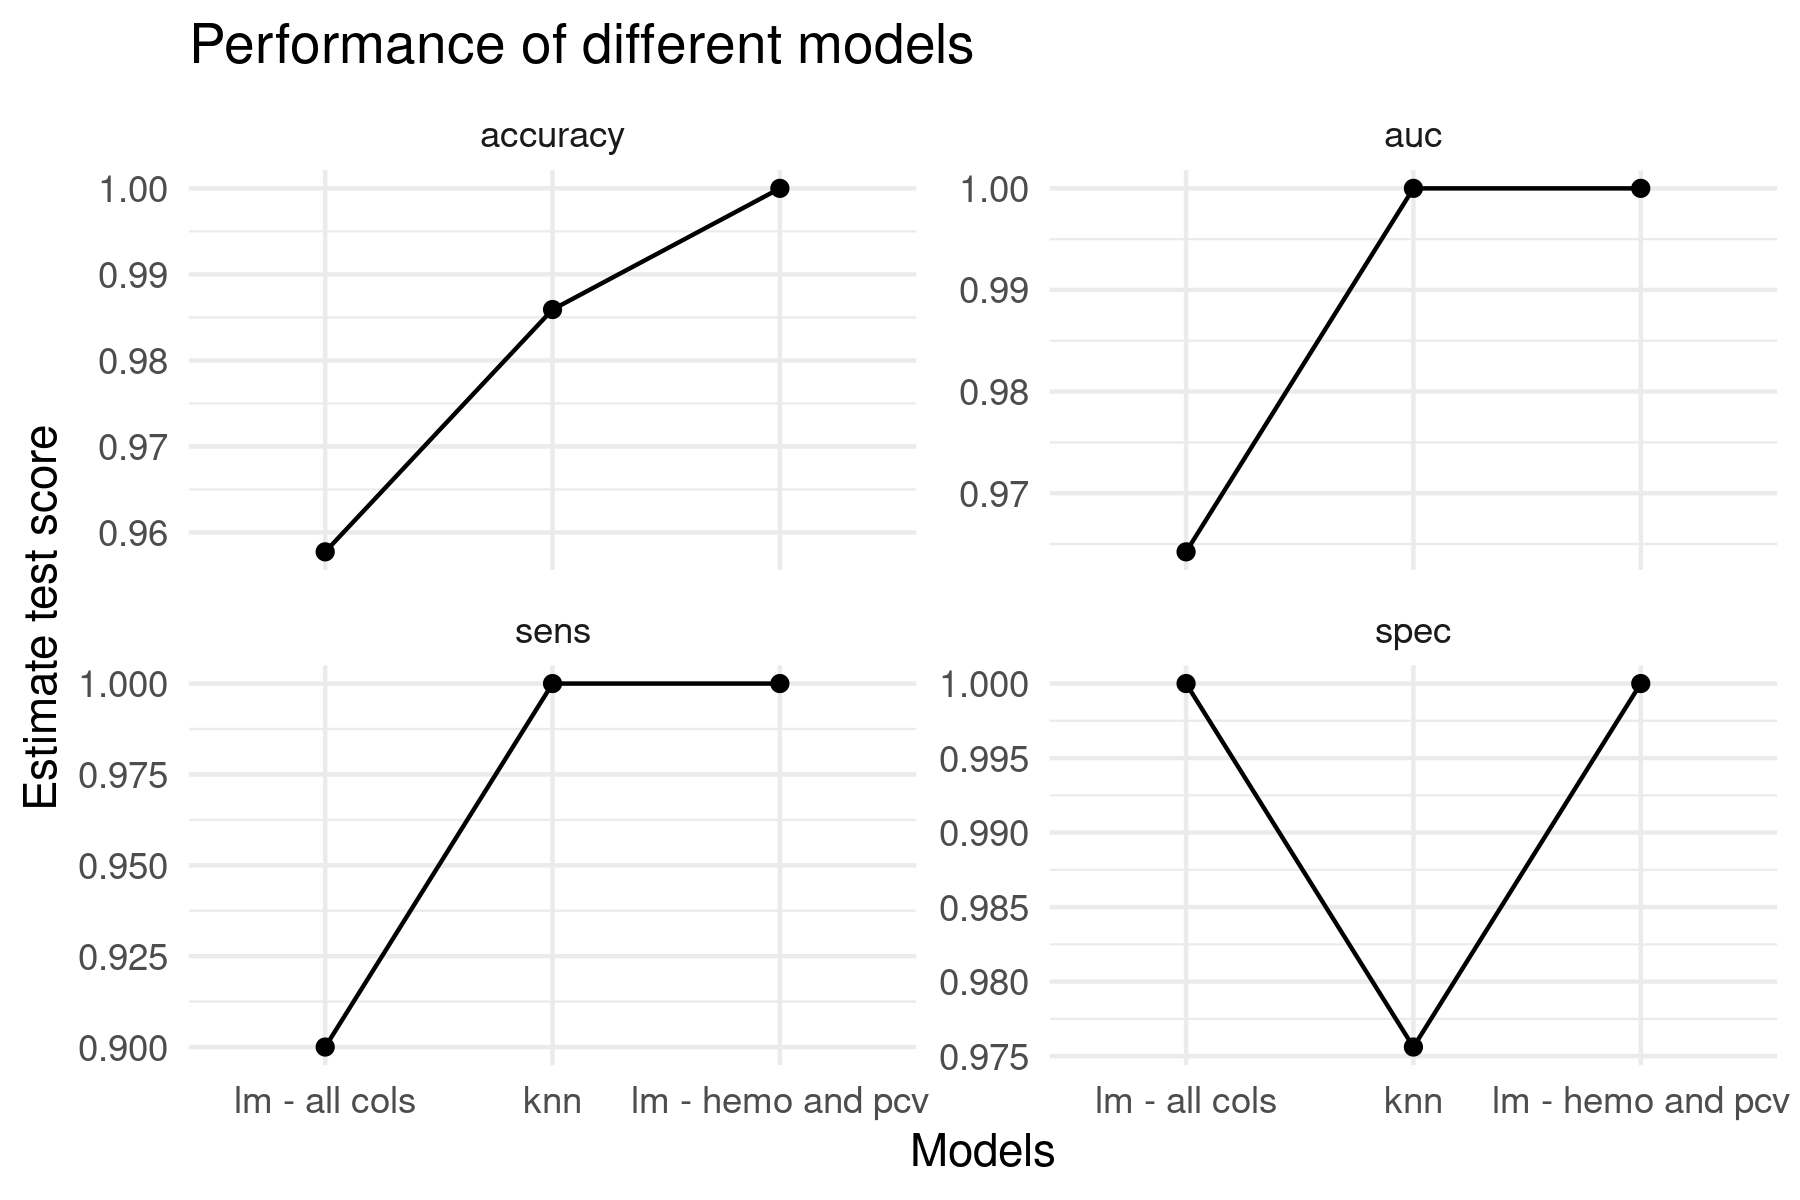 Performance of different models
accuracy
auc
1.00
0.99
0.98
0.97
0.96
1.00
0.99
0.98
0.97
Estimate test score
sens
spec
1.000
0.975
0.950
0.925
0.900
1.000
0.995
0.990
0.985
0.980
0.975
lm - all cols knn lm - hemo and pcv
lm - all cols knn lm - hemo and pcv
Models